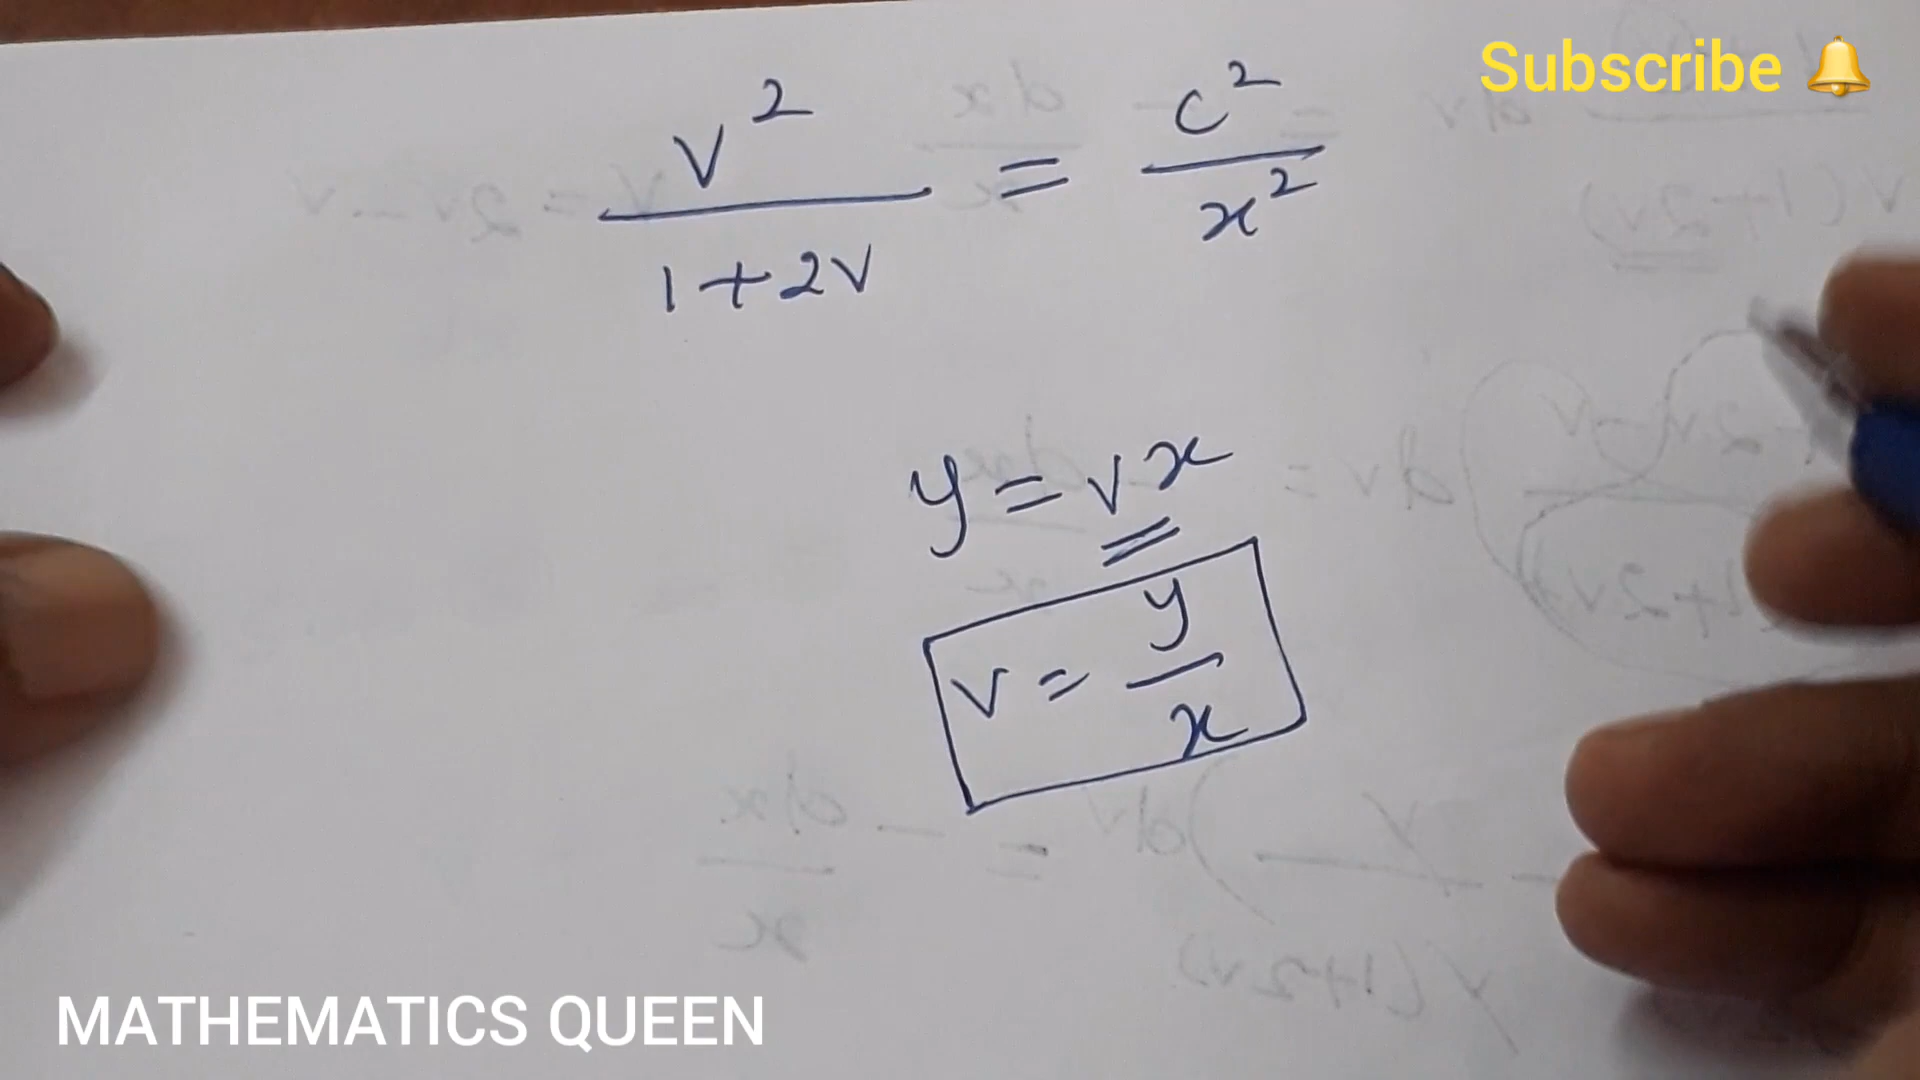 Subscribe 🔔
v² / 1+2v = c² / x²
y = vx
v = y / x
MATHEMATICS QUEEN